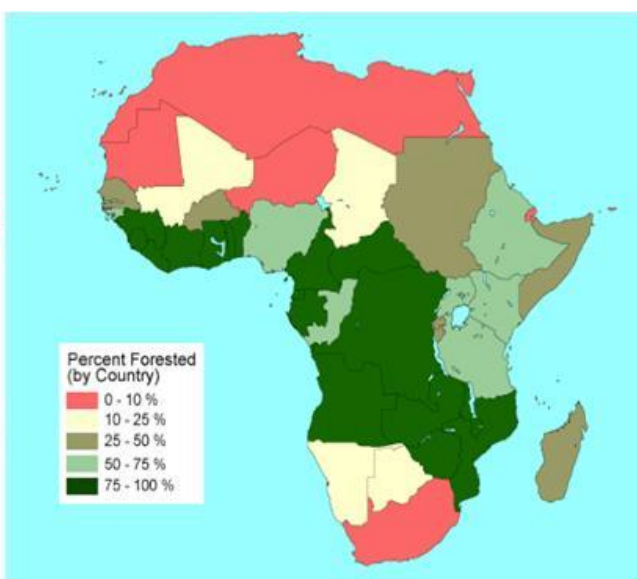 Percent Forested
(by Country)
0 - 10 %
10 - 25 %
25 - 50 %
50 - 75 %
75 - 100 %